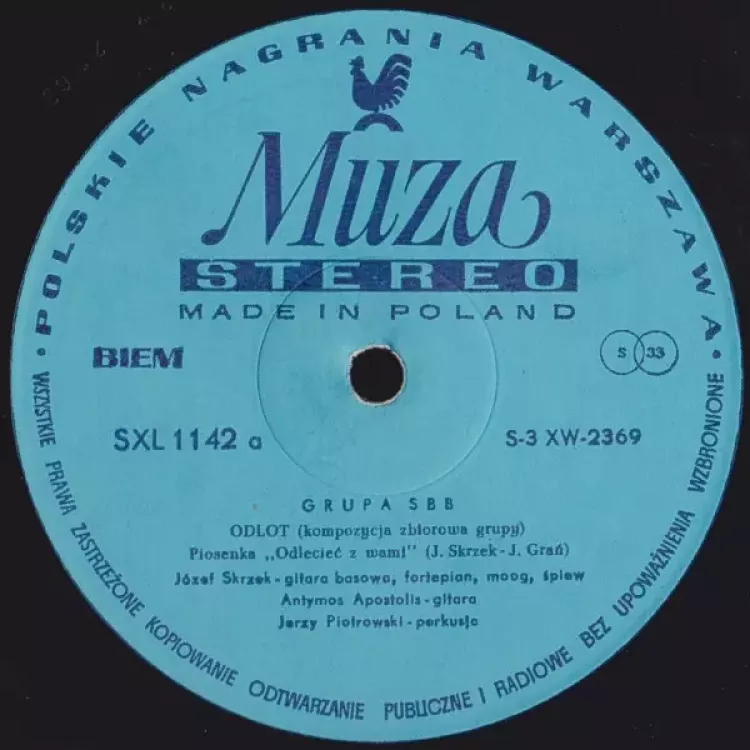 • POLSKIE NAGRANIA WARSZAWA •
Muza
STEREO
MADE IN POLAND
BIEM
S 33
SXL 1142 a
S-3 XW-2369
GRUPA SBB
ODLOT (kompozycja zbiorowa grupy)
Piosenka „Odlecieć z wami" (J. Skrzek - J. Grań)
Józef Skrzek - gitara basowa, fortepian, moog, śpiew
Antymos Apostolis - gitara
Jerzy Piotrowski - perkusja
WSZYSTKIE PRAWA ZASTRZEŻONE KOPIOWANIE ODTWARZANIE PUBLICZNE I RADIOWE BEZ UPOWAŻNIENIA WZBRONIONE